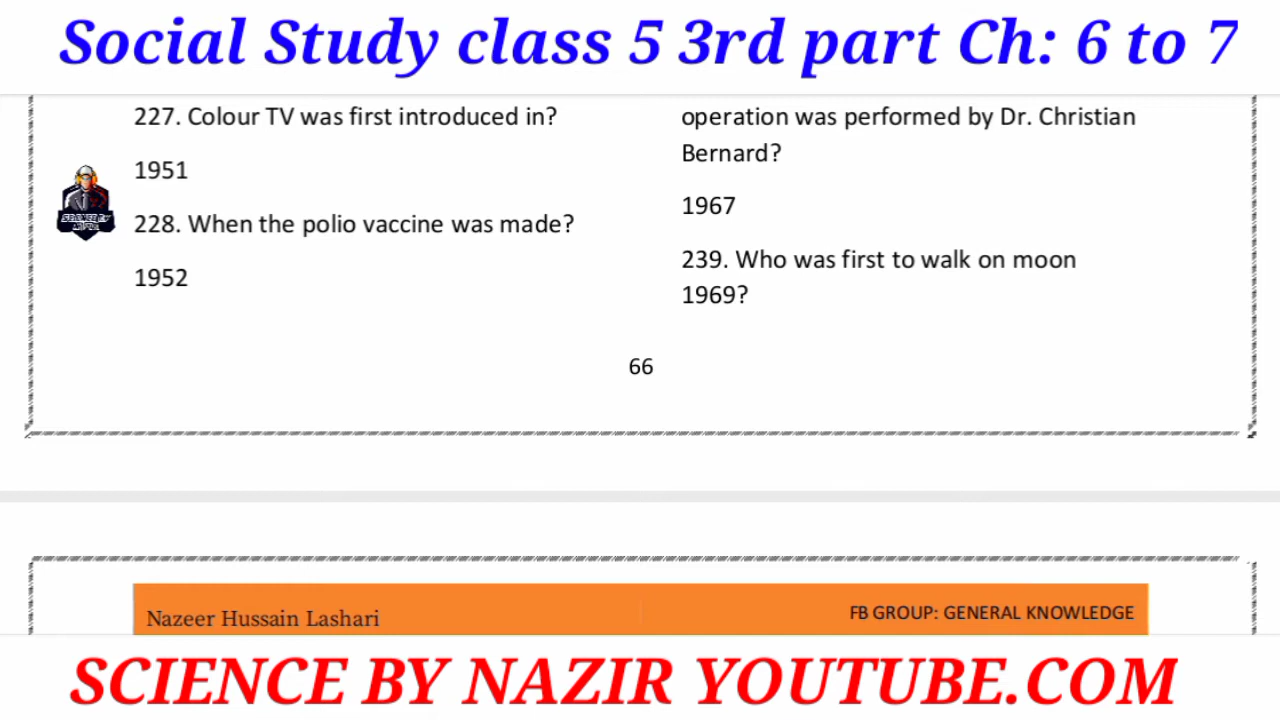 Social Study class 5 3rd part Ch: 6 to 7
227. Colour TV was first introduced in?
1951
228. When the polio vaccine was made?
1952
operation was performed by Dr. Christian
Bernard?
1967
239. Who was first to walk on moon
1969?
66
Nazeer Hussain Lashari
FB GROUP: GENERAL KNOWLEDGE
SCIENCE BY NAZIR YOUTUBE.COM